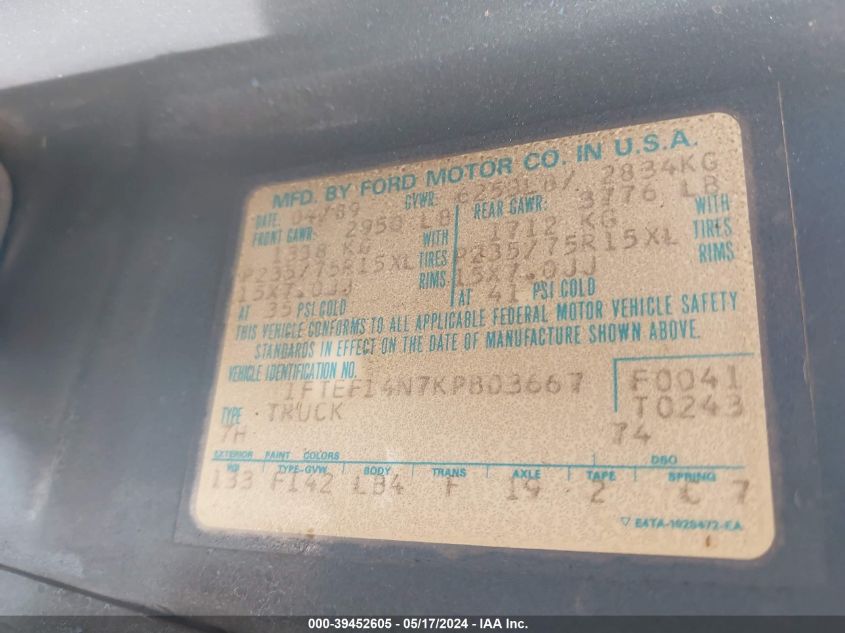 MFD. BY FORD MOTOR CO. IN U.S.A.
DATE: 04/89 GVWR: 6250LB/ 2834KG
FRONT GAWR: 2950 LB REAR GAWR: 3776 LB
1338 KG WITH 1712 KG WITH
P235/75R15XL TIRES P235/75R15XL TIRES
15X7.0JJ RIMS 15X7.0JJ RIMS
AT 35 PSI COLD AT 41 PSI COLD
THIS VEHICLE CONFORMS TO ALL APPLICABLE FEDERAL MOTOR VEHICLE SAFETY
STANDARDS IN EFFECT ON THE DATE OF MANUFACTURE SHOWN ABOVE.
VEHICLE IDENTIFICATION NO.
1FTEF14N7KPB03667 F0041
TYPE TRUCK T0243
7H 74
EXTERIOR PAINT COLORS DSO
WB TYPE-GVW BODY TRANS AXLE TAPE SPRING
133 F142 LB4 F 19 2 7
E4TA-1020472-EA
000-39452605 - 05/17/2024 - IAA Inc.